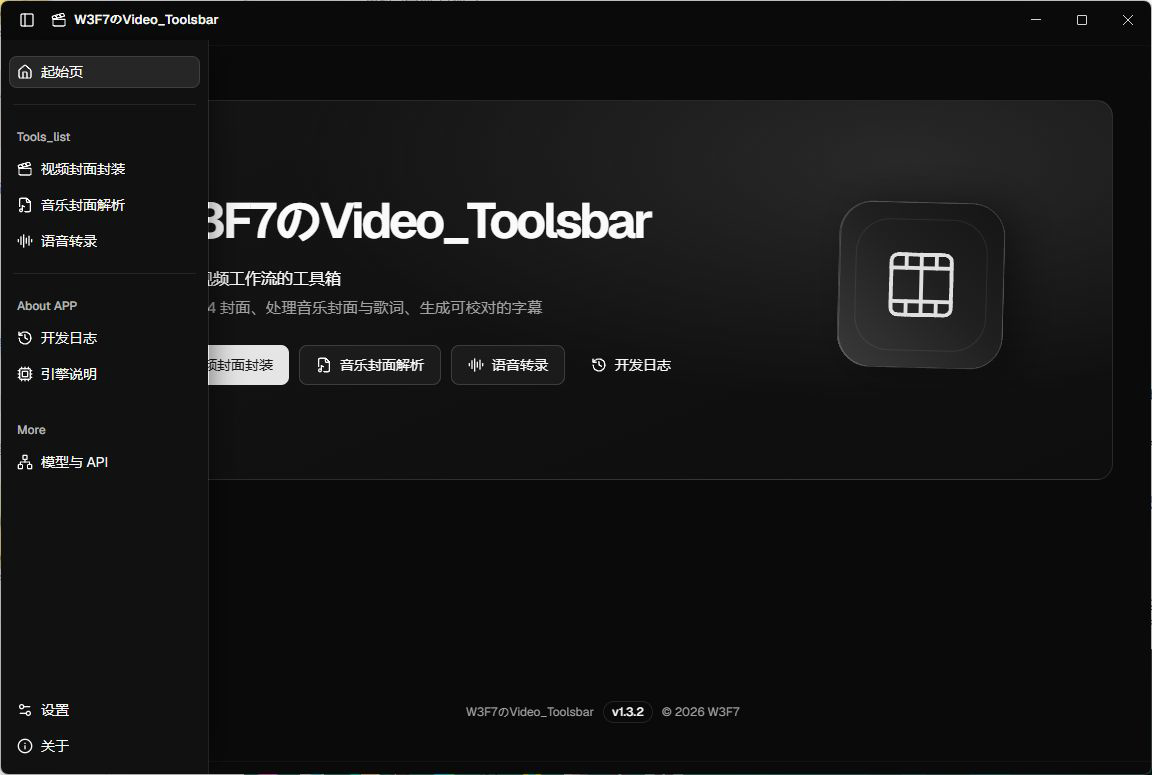 W3F7のVideo_Toolsbar
起始页
Tools_list
视频封面封装
音乐封面解析
语音转录
About APP
开发日志
引擎说明
More
模型与 API
设置
关于
3F7のVideo_Toolsbar
频工作流的工具箱
4 封面、处理音乐封面与歌词、生成可校对的字幕
频封面封装
音乐封面解析
语音转录
开发日志
W3F7のVideo_Toolsbar v1.3.2 © 2026 W3F7